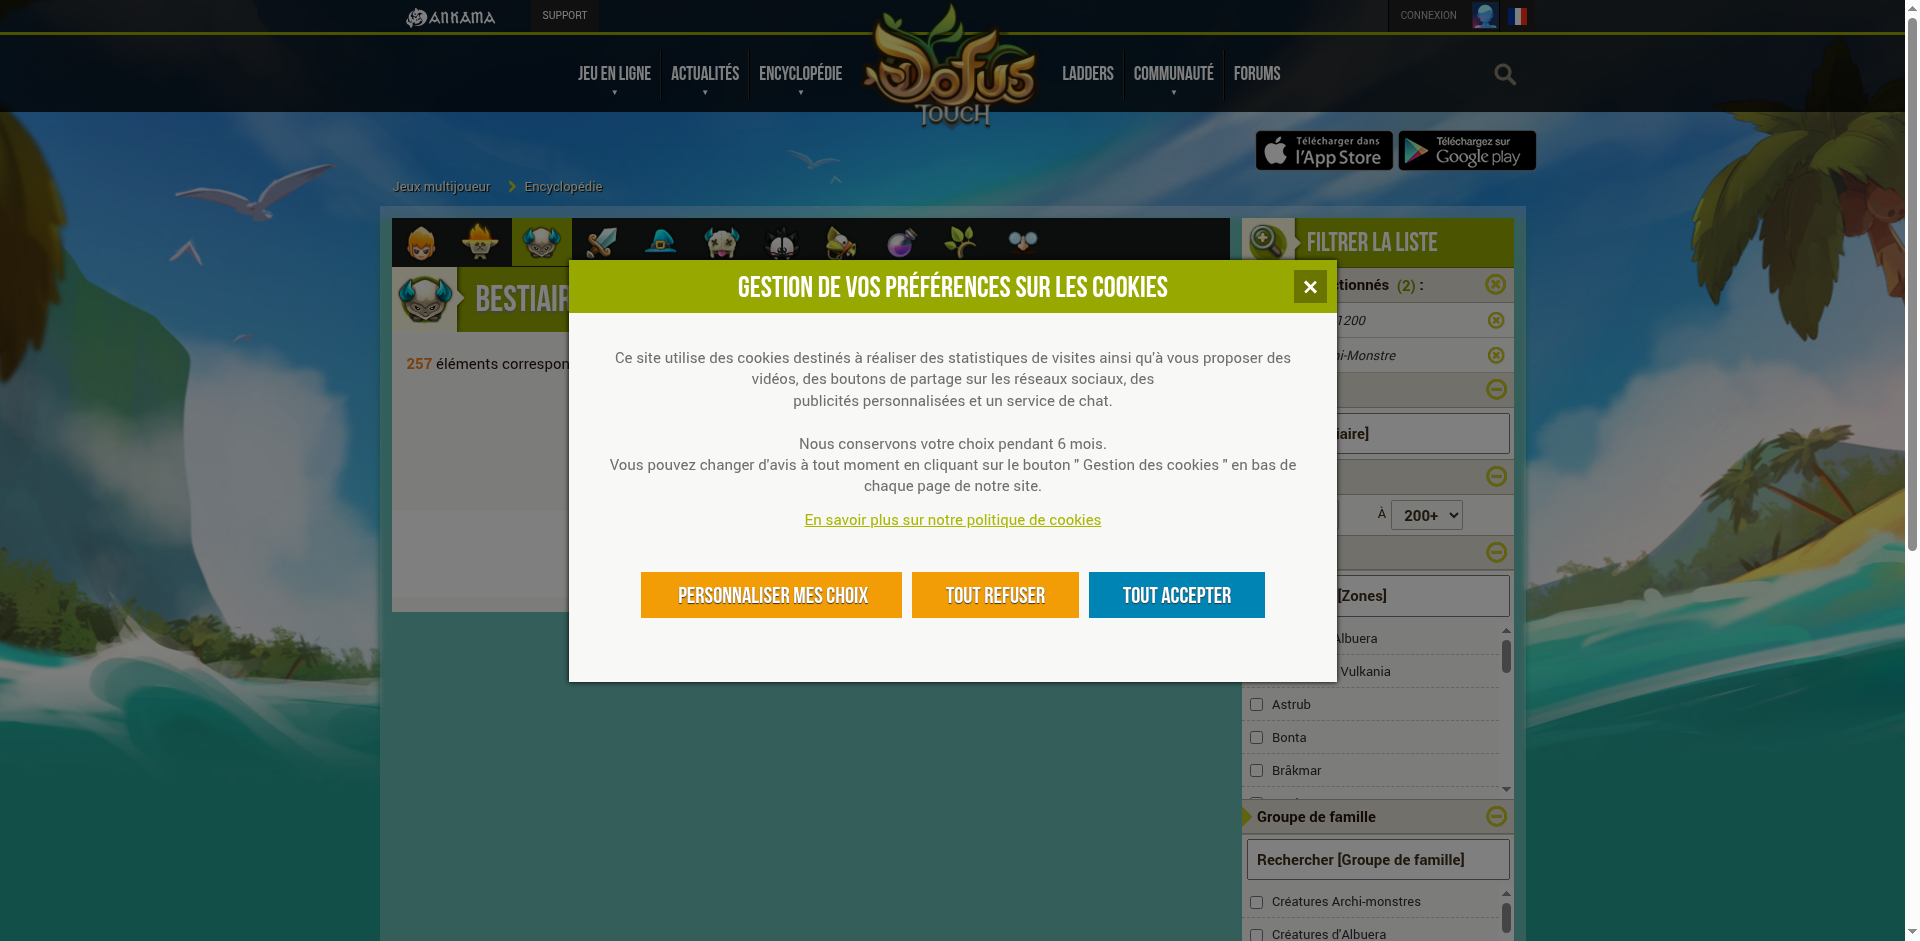 ANKAMA
SUPPORT
CONNEXION
JEU EN LIGNE
ACTUALITÉS
ENCYCLOPÉDIE
DOFUS
TOUCH
LADDERS
COMMUNAUTÉ
FORUMS
Télécharger dans
l'App Store
Téléchargez sur
Google play
Jeux multijoueur
Encyclopédie
FILTRER LA LISTE
(2) :
1200
GESTION DE VOS PRÉFÉRENCES SUR LES COOKIES
257 éléments
Ce site utilise des cookies destinés à réaliser des statistiques de visites ainsi qu'à vous proposer des
vidéos, des boutons de partage sur les réseaux sociaux, des
publicités personnalisées et un service de chat.
Nous conservons votre choix pendant 6 mois.
Vous pouvez changer d'avis à tout moment en cliquant sur le bouton " Gestion des cookies " en bas de
chaque page de notre site.
En savoir plus sur notre politique de cookies
PERSONNALISER MES CHOIX
TOUT REFUSER
TOUT ACCEPTER
À
200+
[Zones]
Albuera
Vulkania
Astrub
Bonta
Brâkmar
Groupe de famille
Rechercher [Groupe de famille]
Créatures Archi-monstres
Créatures d'Albuera